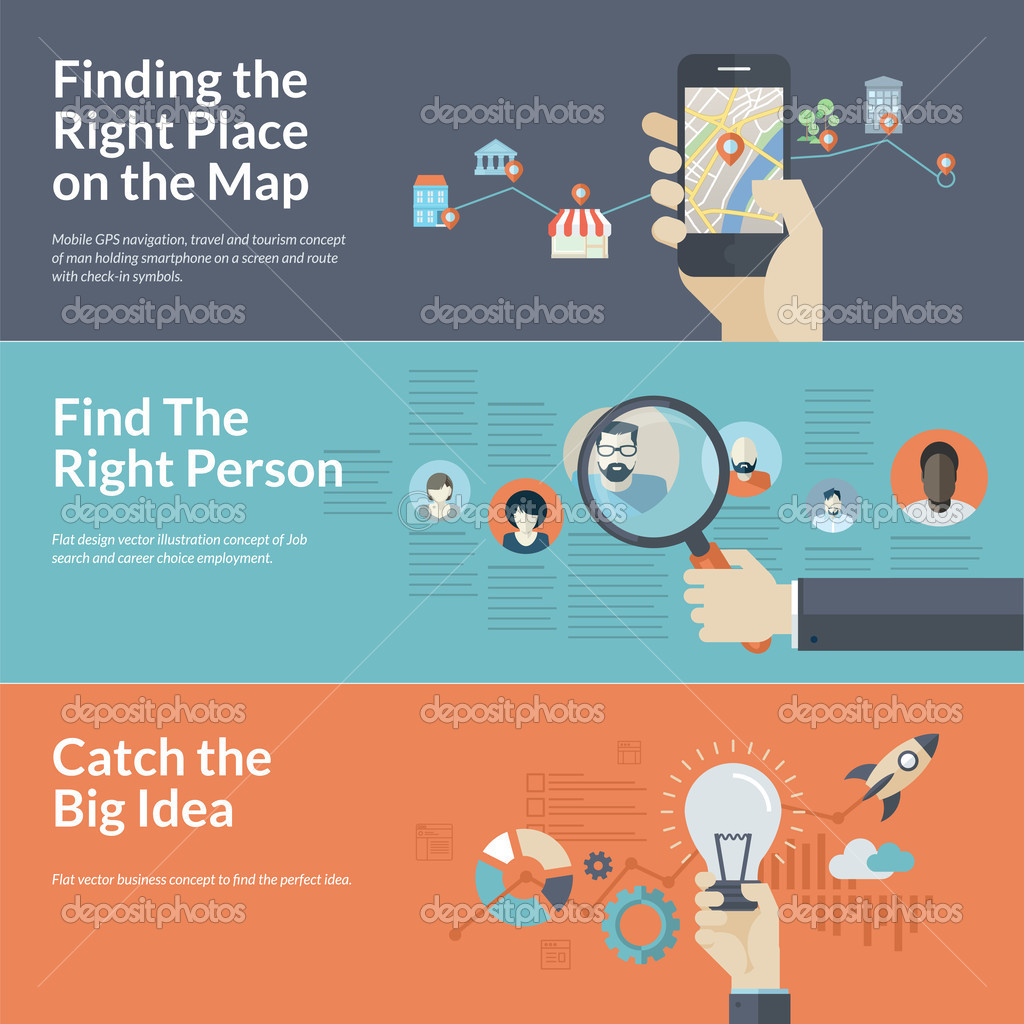 Finding the
Right Place
on the Map
Mobile GPS navigation, travel and tourism concept
of man holding smartphone on a screen and route
with check-in symbols.
Find The
Right Person
Flat design vector illustration concept of Job
search and career choice employment.
Catch the
Big Idea
Flat vector business concept to find the perfect idea.
depositphotos depositphotos depositphotos
depositphotos depositphotos depositphotos
depositphotos depositphotos depositphotos
depositphotos depositphotos depositphotos
depositphotos depositphotos depositphotos